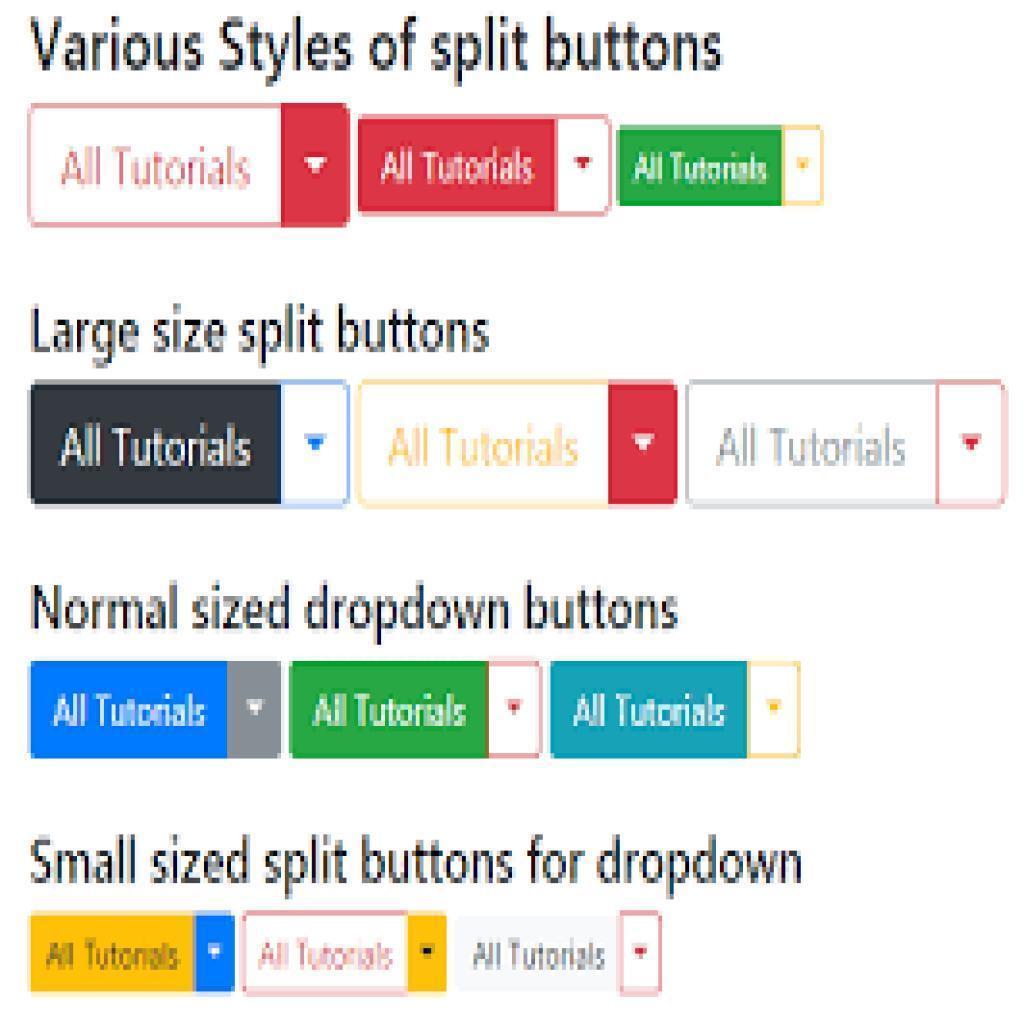 Various Styles of split buttons
All Tutorials All Tutorials All Tutorials
Large size split buttons
All Tutorials All Tutorials All Tutorials
Normal sized dropdown buttons
All Tutorials All Tutorials All Tutorials
Small sized split buttons for dropdown
All Tutorials All Tutorials All Tutorials